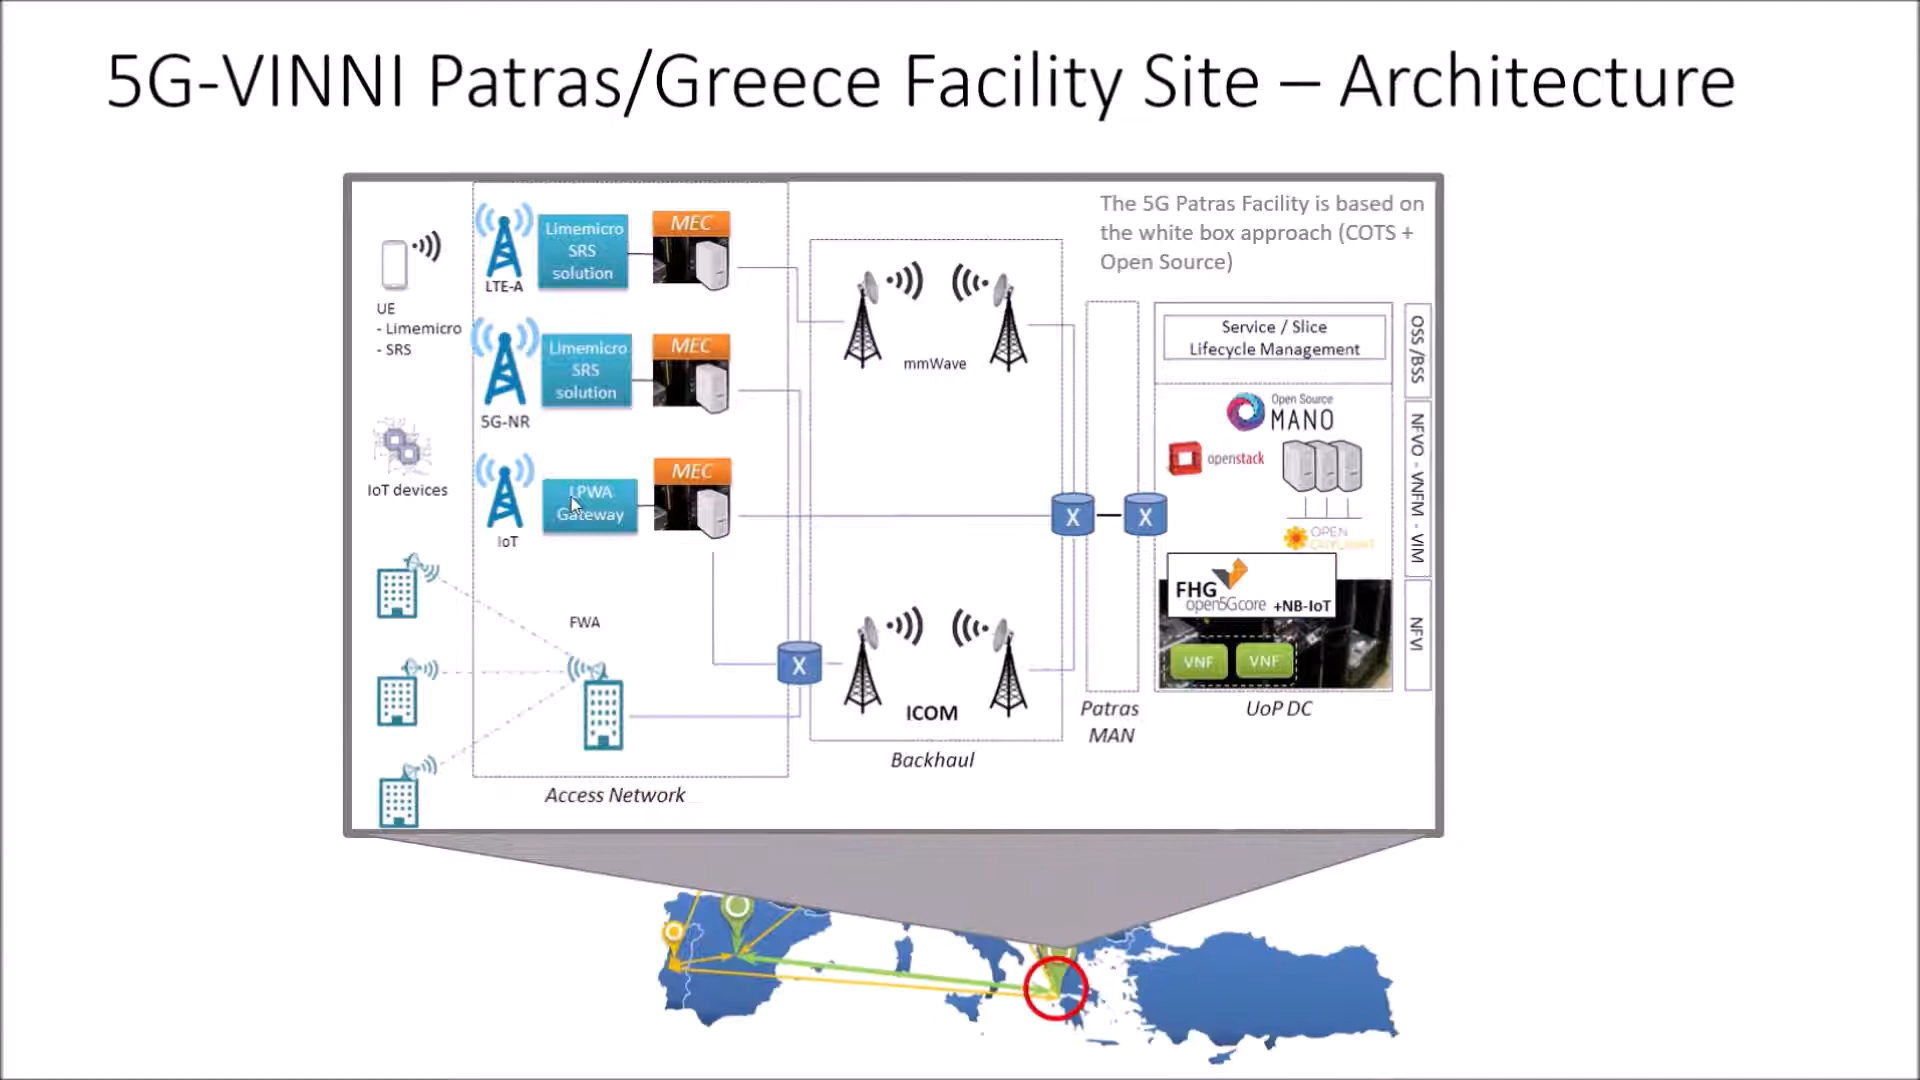 5G-VINNI Patras/Greece Facility Site – Architecture
The 5G Patras Facility is based on
the white box approach (COTS +
Open Source)
UE
- Limemicro
- SRS
IoT devices
LTE-A
Limemicro
SRS
solution
MEC
5G-NR
Limemicro
SRS
solution
MEC
IoT
LPWA
Gateway
MEC
FWA
X
Access Network
mmWave
ICOM
Backhaul
X
X
Patras
MAN
Service / Slice
Lifecycle Management
Open Source
MANO
openstack
OPEN
DAYLIGHT
FHG
open5Gcore +NB-IoT
VNF
VNF
UoP DC
OSS /BSS
NFVO - VNFM - VIM
NFVI